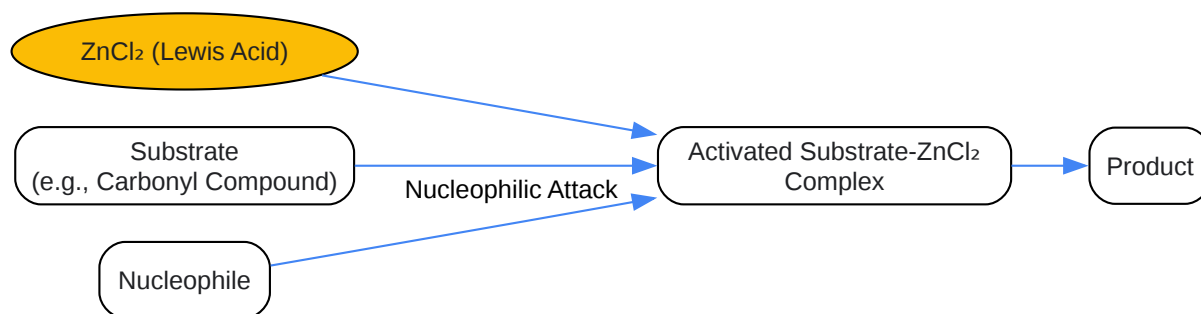 ZnCl₂ (Lewis Acid)
Substrate
(e.g., Carbonyl Compound)
Nucleophilic Attack
Nucleophile
Activated Substrate-ZnCl₂
Complex
Product